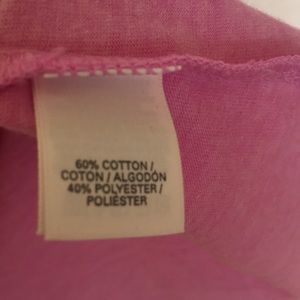 60% COTTON /
COTON / ALGODÓN
40% POLYESTER /
POLIÉSTER